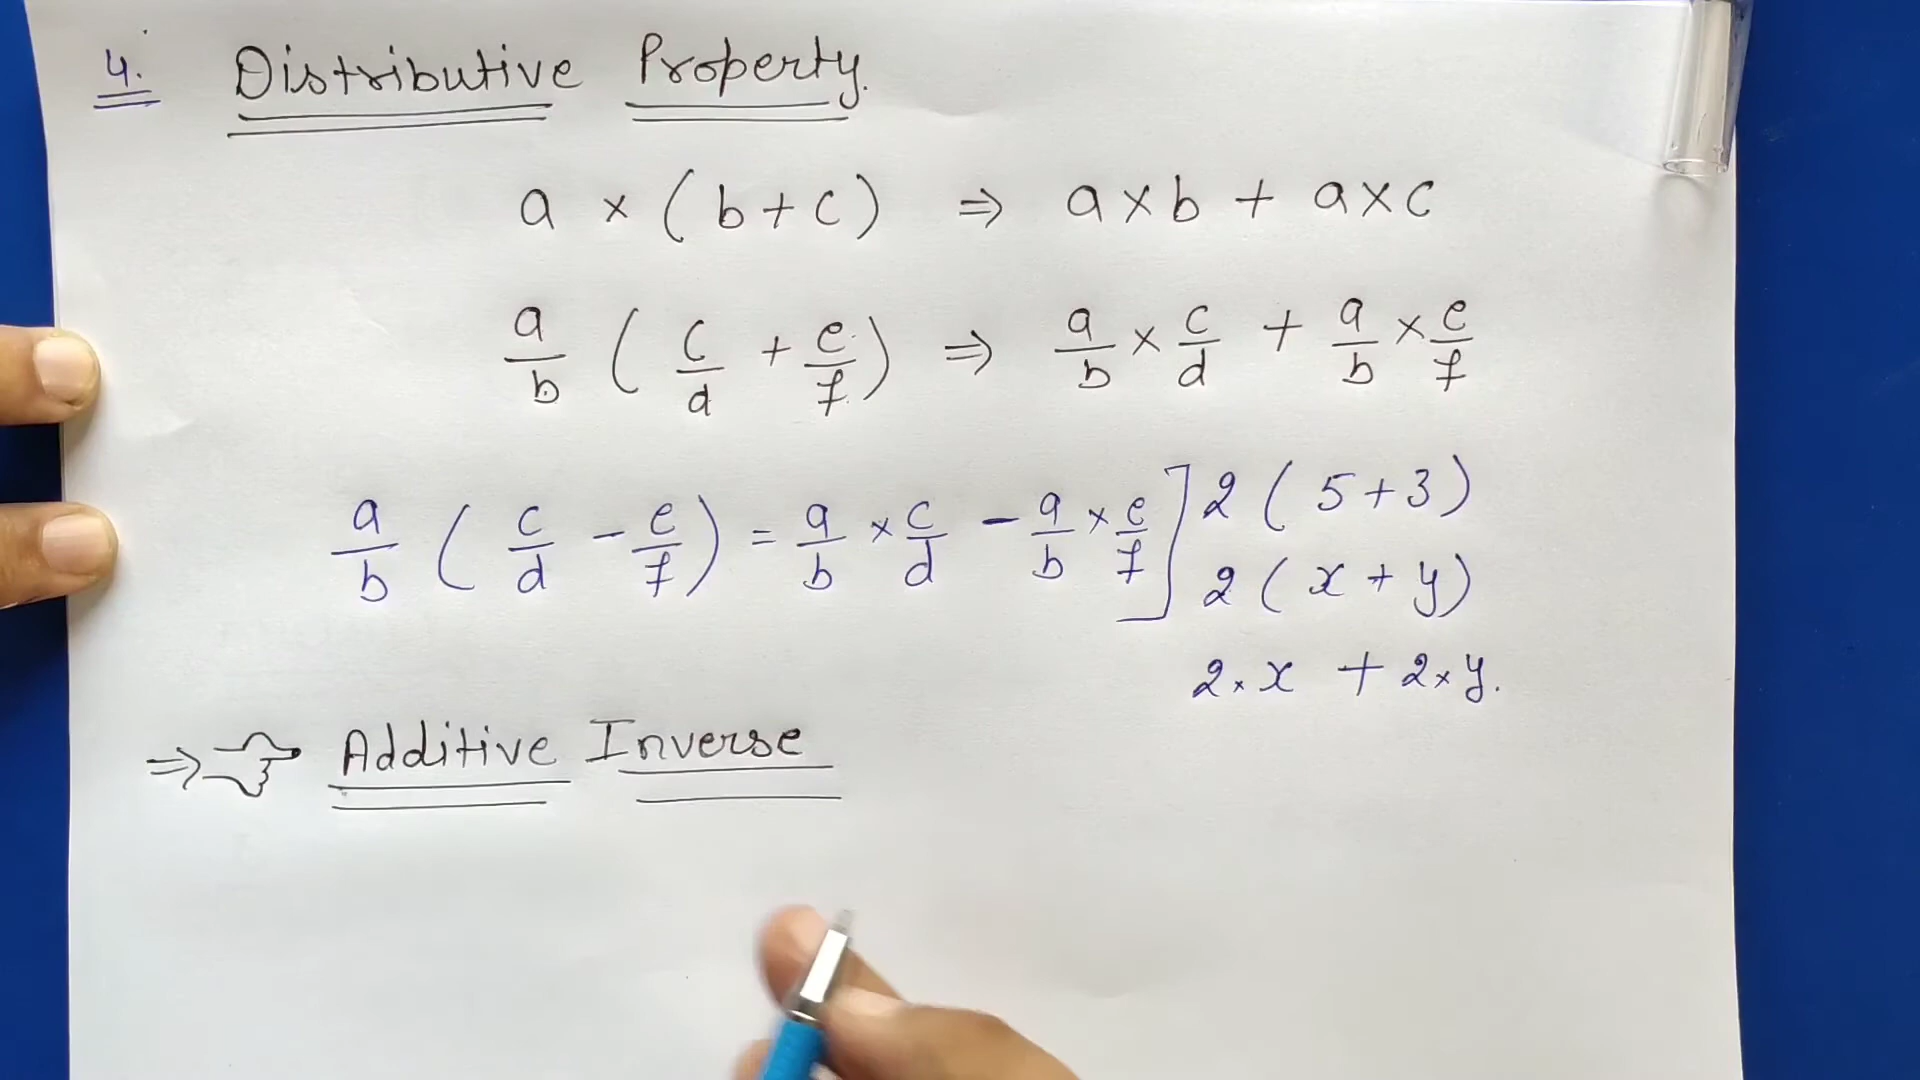 4. Distributive Property.
a × (b+c) ⇒ a×b + a×c
a/b ( c/d + e/f ) ⇒ a/b × c/d + a/b × e/f
a/b ( c/d - e/f ) = a/b × c/d - a/b × e/f ]
2 ( 5+3 )
2 ( x + y )
2×x + 2×y.
⇒ Additive Inverse